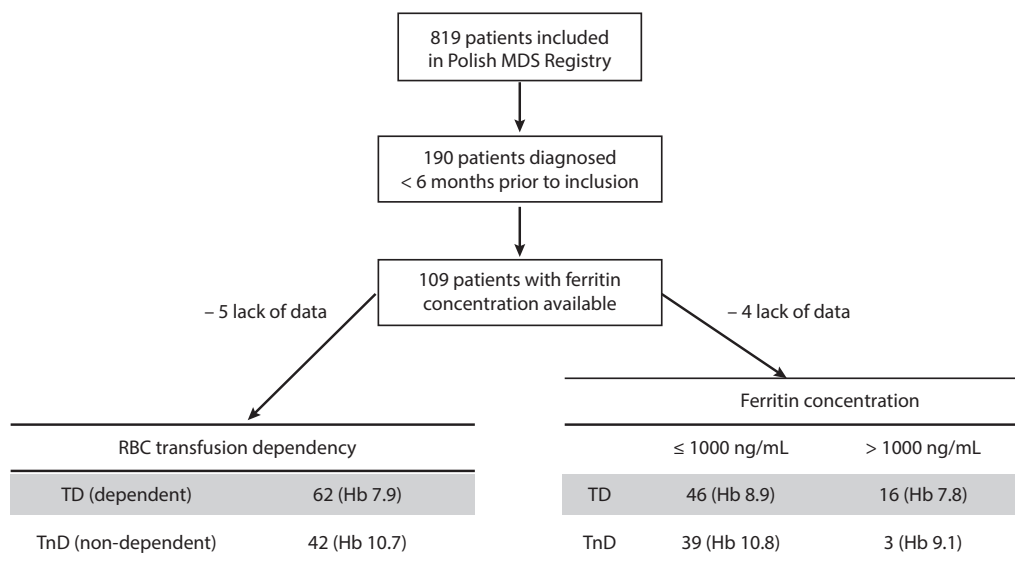 819 patients included
in Polish MDS Registry
190 patients diagnosed
< 6 months prior to inclusion
109 patients with ferritin
concentration available
– 5 lack of data
– 4 lack of data
RBC transfusion dependency
TD (dependent) 62 (Hb 7.9)
TnD (non-dependent) 42 (Hb 10.7)
Ferritin concentration
≤ 1000 ng/mL > 1000 ng/mL
TD 46 (Hb 8.9) 16 (Hb 7.8)
TnD 39 (Hb 10.8) 3 (Hb 9.1)